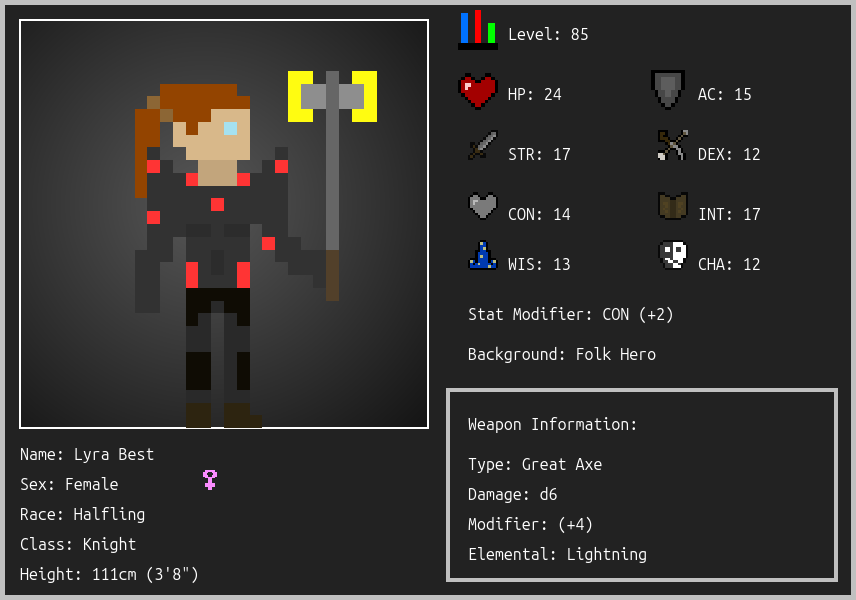 Level: 85
HP: 24
AC: 15
STR: 17
DEX: 12
CON: 14
INT: 17
WIS: 13
CHA: 12
Stat Modifier: CON (+2)
Background: Folk Hero
Weapon Information:
Type: Great Axe
Damage: d6
Modifier: (+4)
Elemental: Lightning
Name: Lyra Best
Sex: Female
Race: Halfling
Class: Knight
Height: 111cm (3'8")